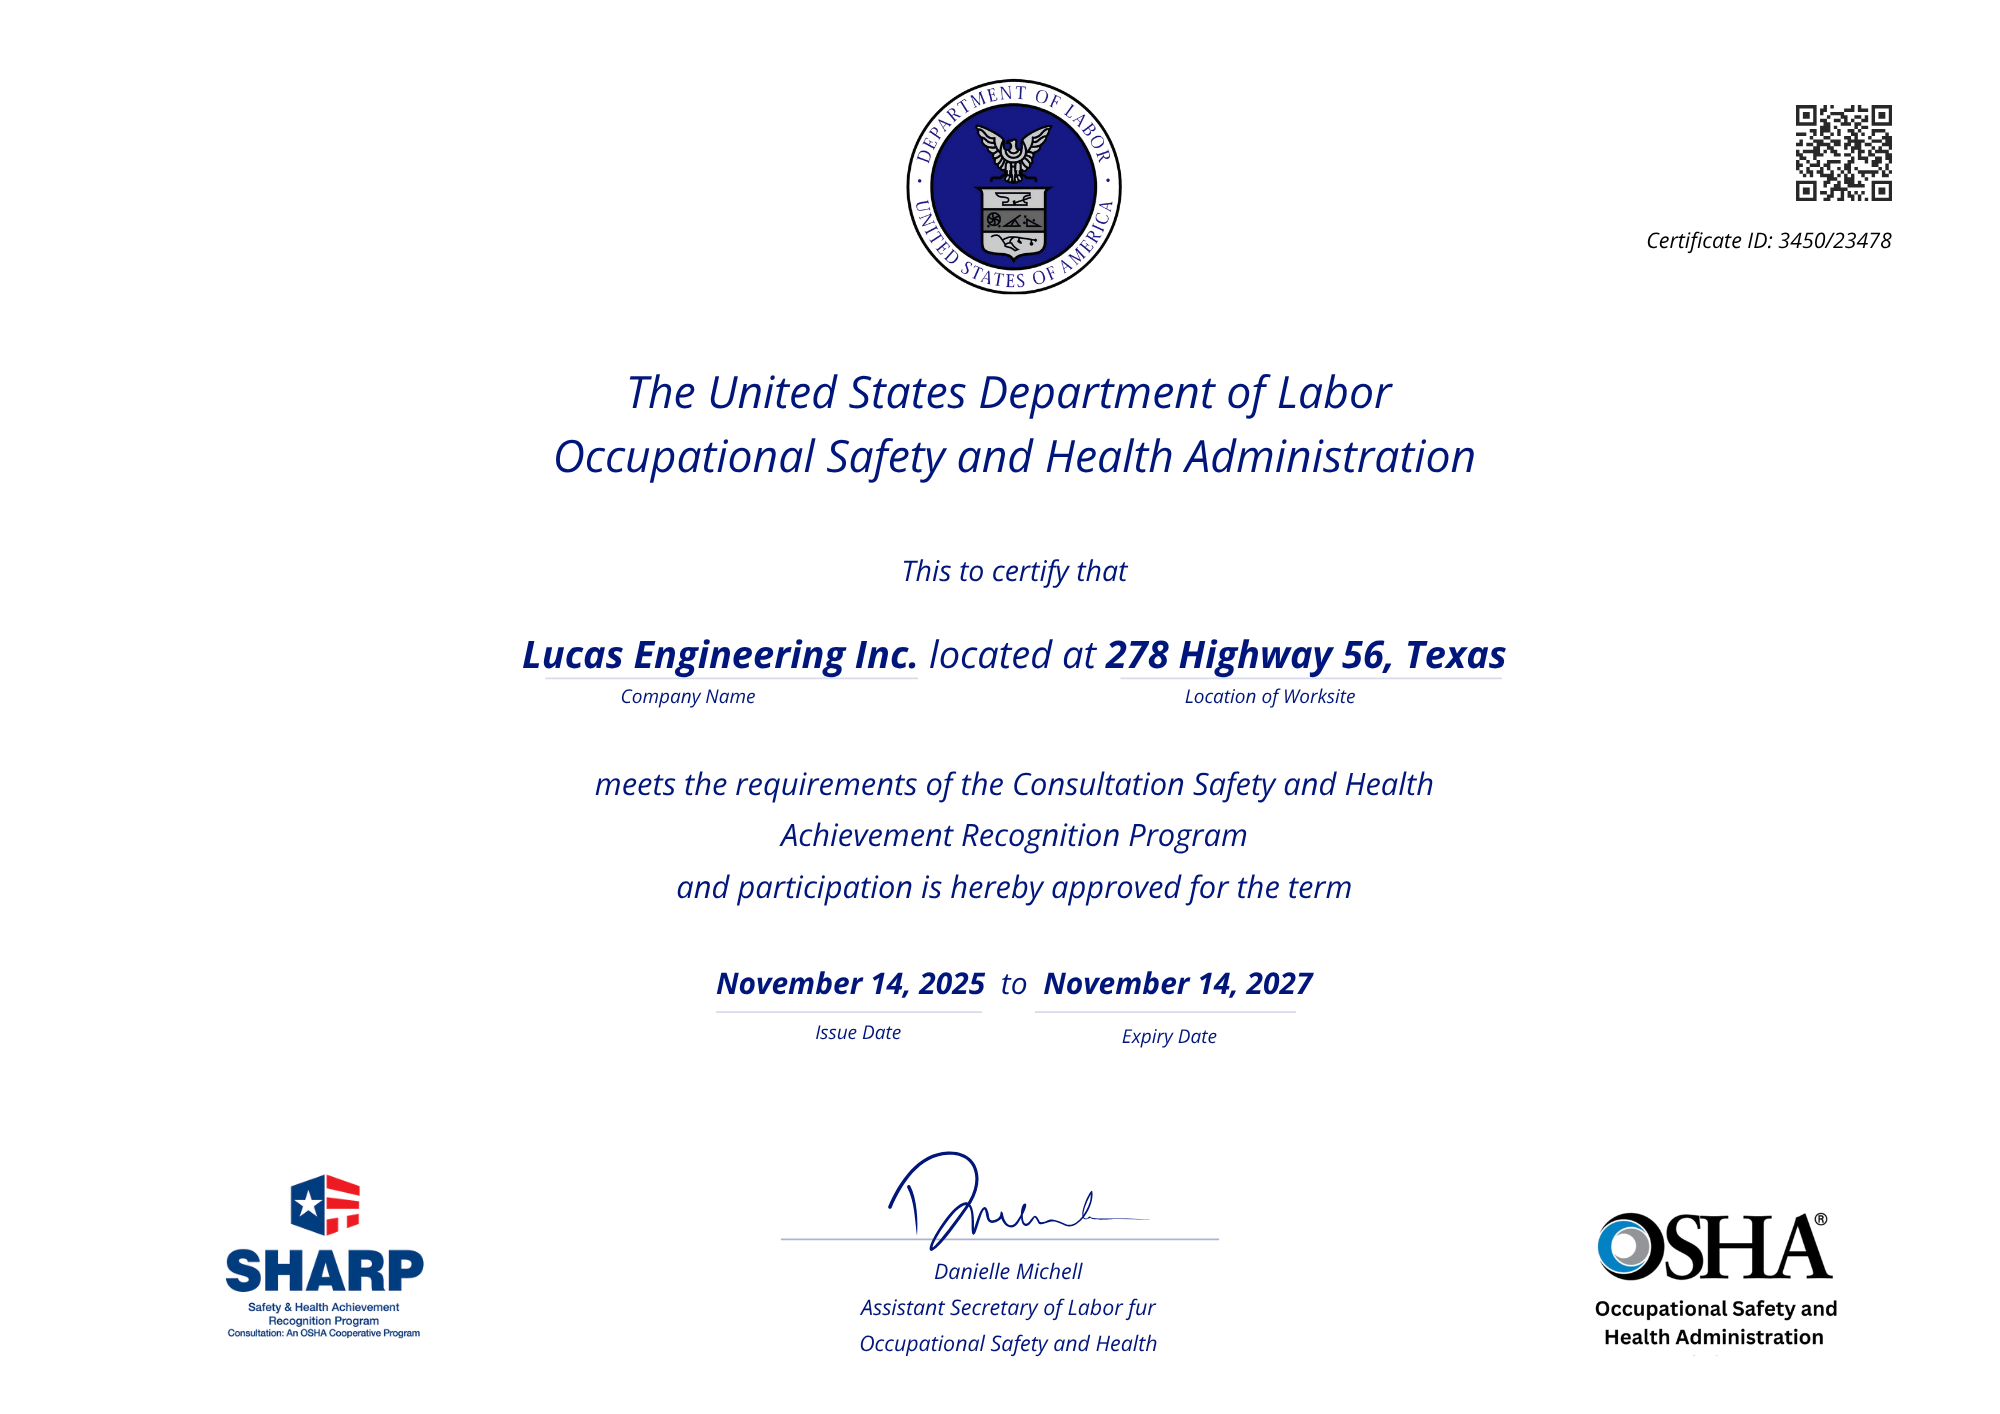 DEPARTMENT OF LABOR
UNITED STATES OF AMERICA
Certificate ID: 3450/23478
The United States Department of Labor
Occupational Safety and Health Administration
This to certify that
Lucas Engineering Inc. located at 278 Highway 56, Texas
Company Name Location of Worksite
meets the requirements of the Consultation Safety and Health
Achievement Recognition Program
and participation is hereby approved for the term
November 14, 2025 to November 14, 2027
Issue Date Expiry Date
SHARP
Safety & Health Achievement
Recognition Program
Consultation: An OSHA Cooperative Program
Danielle Michell
Assistant Secretary of Labor fur
Occupational Safety and Health
OSHA®
Occupational Safety and
Health Administration